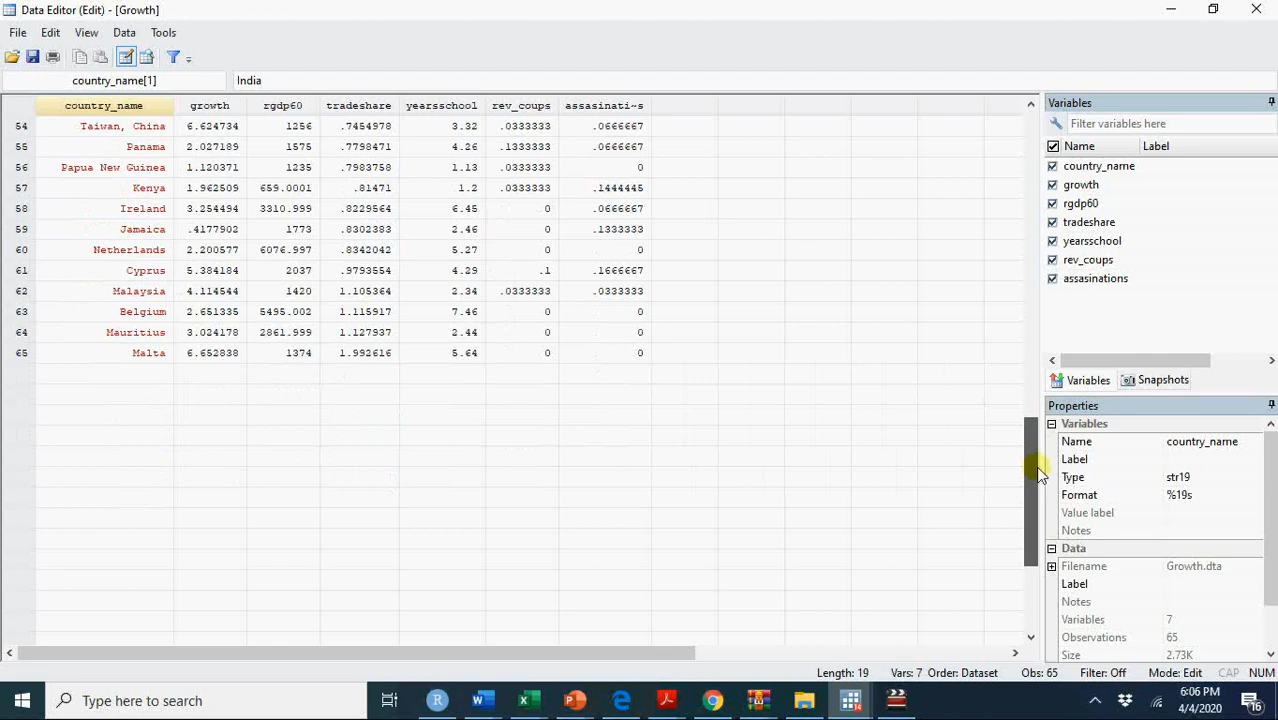 Data Editor (Edit) - [Growth]
File Edit View Data Tools
country_name[1] India
country_name growth rgdp60 tradeshare yearsschool rev_coups assasinati~s
54 Taiwan, China 6.624734 1256 .7454978 3.32 .0333333 .0666667
55 Panama 2.027189 1575 .7798471 4.26 .1333333 .0666667
56 Papua New Guinea 1.120371 1235 .7983758 1.13 .0333333 0
57 Kenya 1.962509 659.0001 .81471 1.2 .0333333 .1444445
58 Ireland 3.254494 3310.999 .8229564 6.45 0 .0666667
59 Jamaica .4177902 1773 .8302383 2.46 0 .1333333
60 Netherlands 2.200577 6076.997 .8342042 5.27 0 0
61 Cyprus 5.384184 2037 .9793554 4.29 .1 .1666667
62 Malaysia 4.114544 1420 1.105364 2.34 .0333333 .0333333
63 Belgium 2.651335 5495.002 1.115917 7.46 0 0
64 Mauritius 3.024178 2861.999 1.127937 2.44 0 0
65 Malta 6.652838 1374 1.992616 5.64 0 0
Variables
Filter variables here
Name Label
country_name
growth
rgdp60
tradeshare
yearsschool
rev_coups
assasinations
Variables Snapshots
Properties
Variables
Name country_name
Label
Type str19
Format %19s
Value label
Notes
Data
Filename Growth.dta
Label
Notes
Variables 7
Observations 65
Size 2.73K
Length: 19 Vars: 7 Order: Dataset Obs: 65 Filter: Off Mode: Edit CAP NUM
Type here to search
6:06 PM
4/4/2020
16